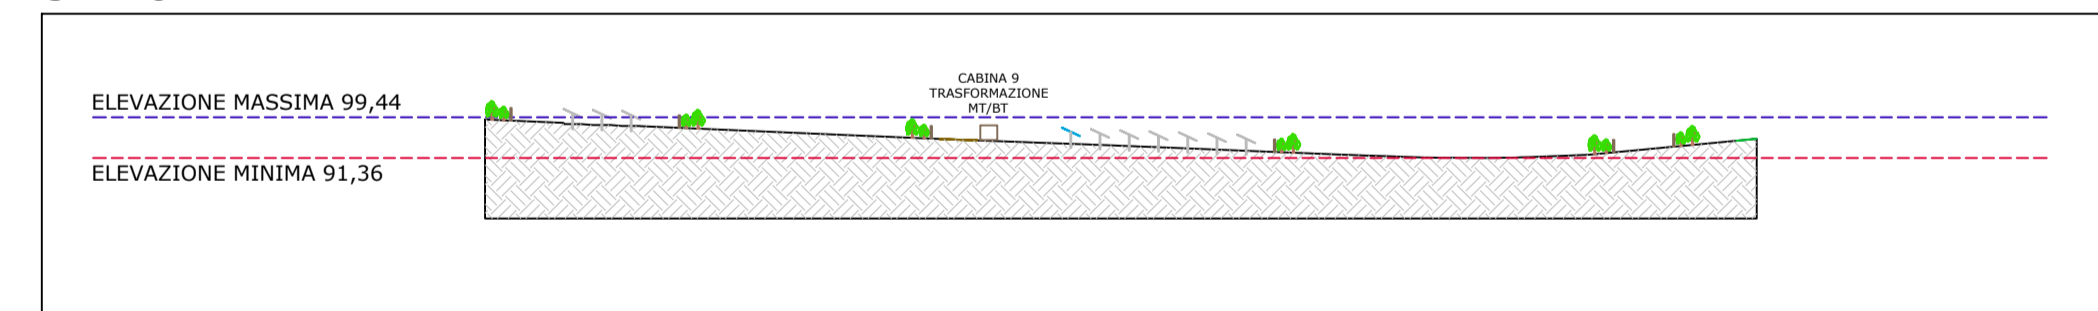 ELEVAZIONE MASSIMA 99,44
CABINA 9
TRASFORMAZIONE
MT/BT
ELEVAZIONE MINIMA 91,36